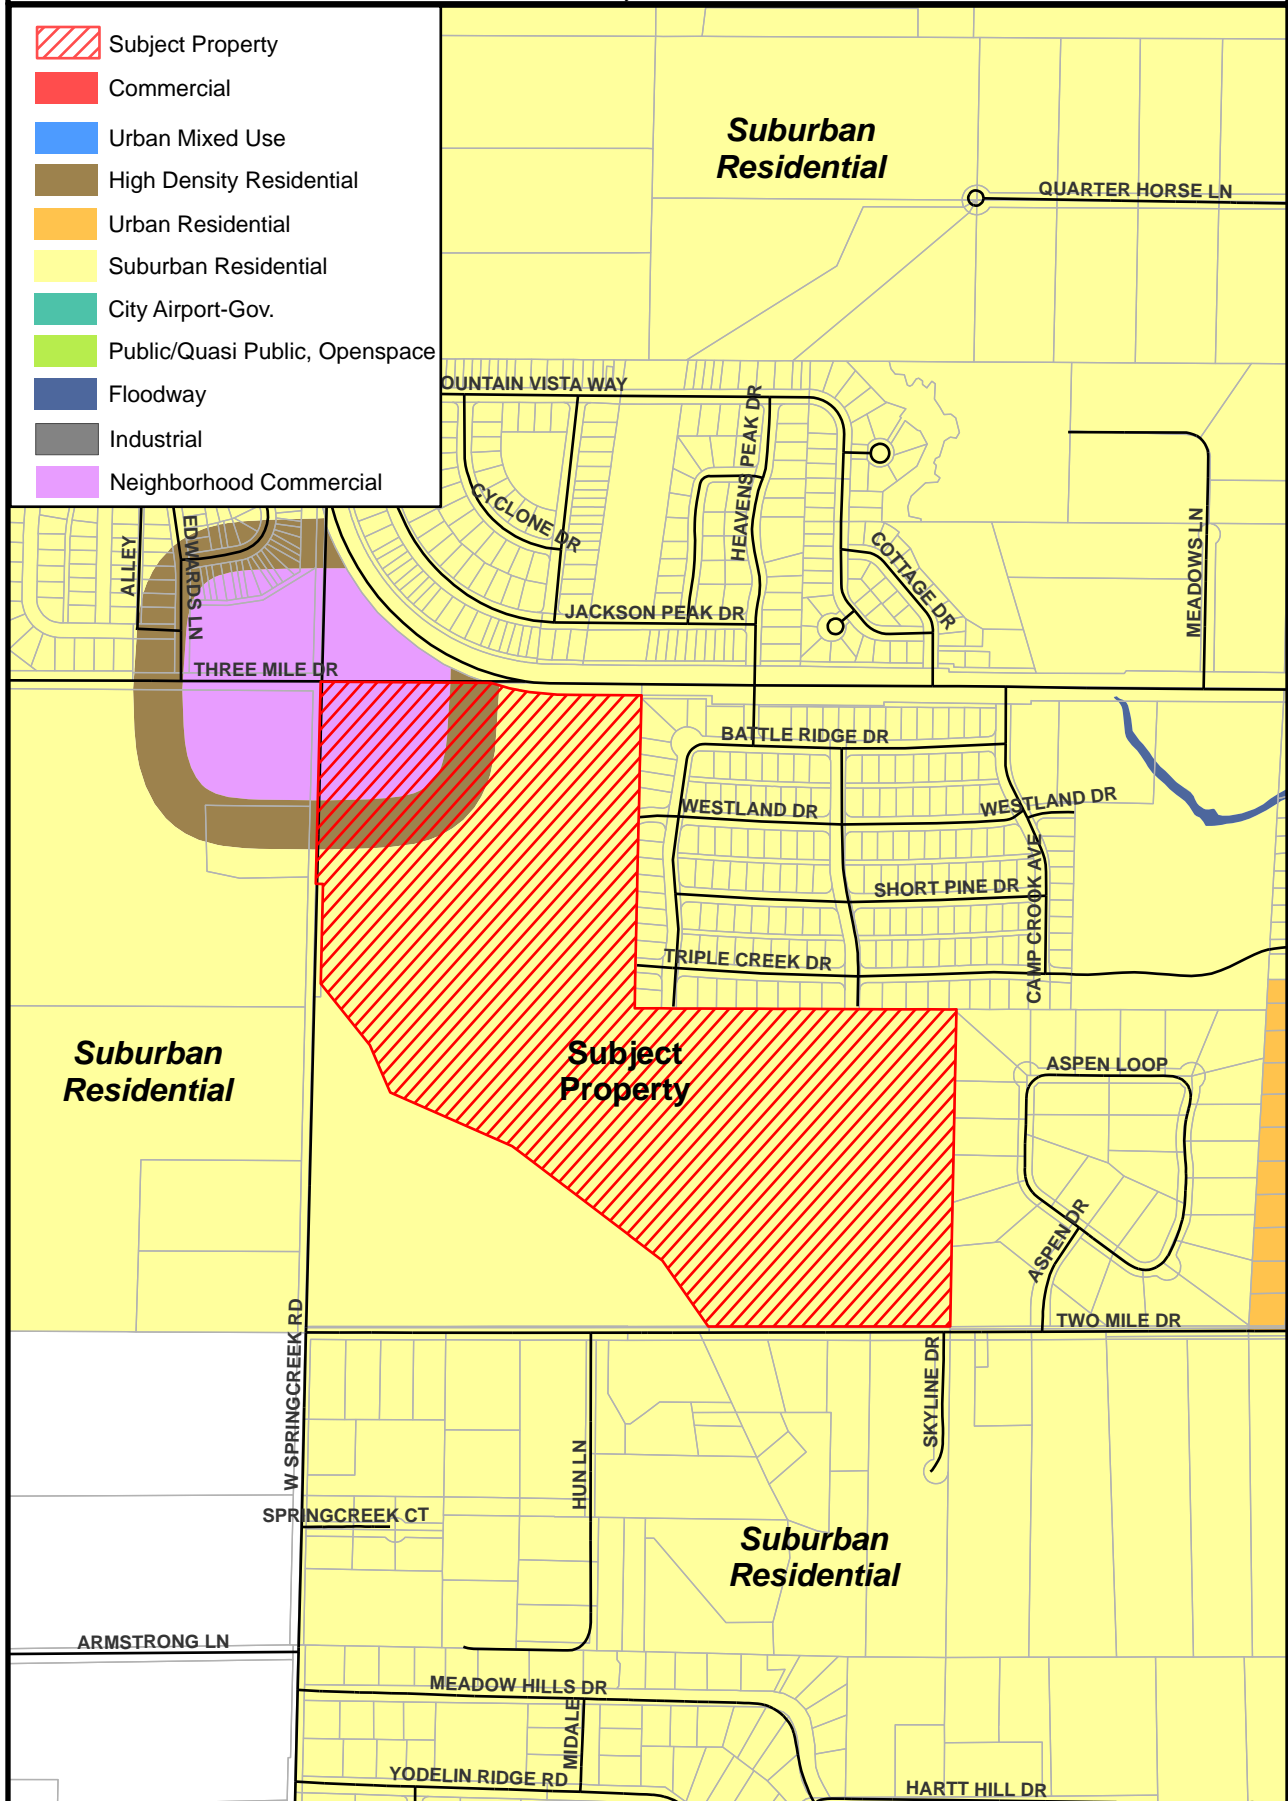 Subject Property
Commercial
Urban Mixed Use
High Density Residential
Urban Residential
Suburban Residential
City Airport-Gov.
Public/Quasi Public, Openspace
Floodway
Industrial
Neighborhood Commercial
Suburban
Residential
QUARTER HORSE LN
OUNTAIN VISTA WAY
HEAVENS PEAK DR
CYCLONE DR
COTTAGE DR
MEADOWS LN
ALLEY
EDWARDS LN
JACKSON PEAK DR
THREE MILE DR
BATTLE RIDGE DR
WESTLAND DR
WESTLAND DR
CAMP CROOK AVE
SHORT PINE DR
TRIPLE CREEK DR
Suburban
Residential
Subject
Property
ASPEN LOOP
ASPEN DR
TWO MILE DR
W SPRINGCREEK RD
SKYLINE DR
HUN LN
SPRINGCREEK CT
Suburban
Residential
ARMSTRONG LN
MEADOW HILLS DR
MIDALE
YODELIN RIDGE RD
HARTT HILL DR